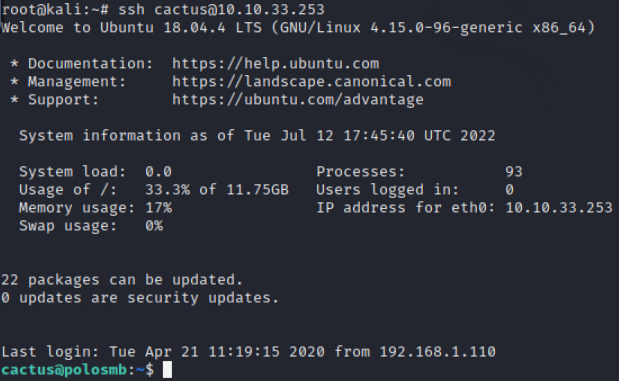 root@kali:~# ssh cactus@10.10.33.253
Welcome to Ubuntu 18.04.4 LTS (GNU/Linux 4.15.0-96-generic x86_64)
* Documentation:  https://help.ubuntu.com
* Management:     https://landscape.canonical.com
* Support:        https://ubuntu.com/advantage
System information as of Tue Jul 12 17:45:40 UTC 2022
System load:  0.0                Processes:           93
Usage of /:   33.3% of 11.75GB   Users logged in:     0
Memory usage: 17%                IP address for eth0: 10.10.33.253
Swap usage:   0%
22 packages can be updated.
0 updates are security updates.
Last login: Tue Apr 21 11:19:15 2020 from 192.168.1.110
cactus@polosmb:~$